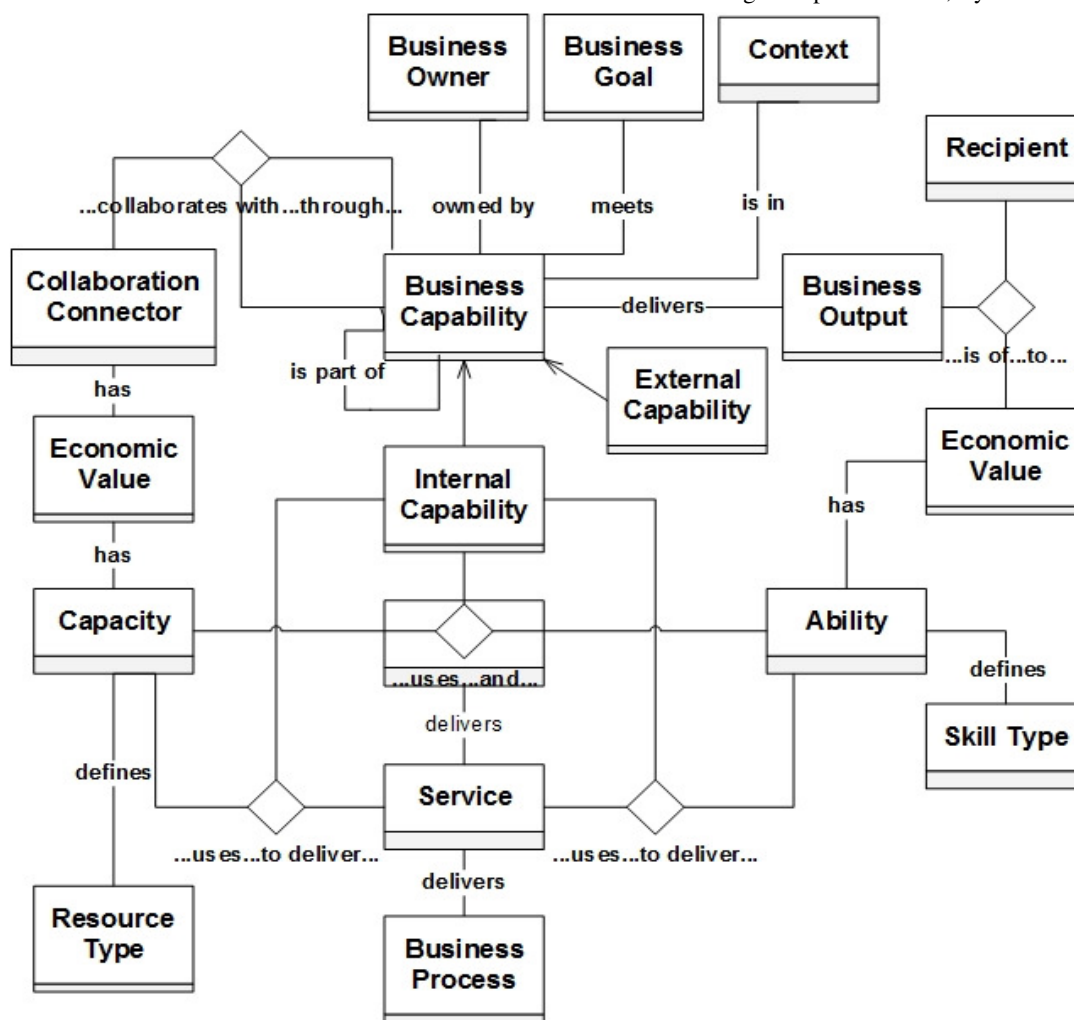 Business
Owner
Business
Goal
Context
Recipient
...collaborates with...through...
owned by
meets
is in
Collaboration
Connector
Business
Capability
delivers
Business
Output
...is of...to...
is part of
External
Capability
has
Economic
Value
Internal
Capability
Economic
Value
has
has
Capacity
Ability
...uses...and...
defines
delivers
Skill Type
defines
Service
...uses...to deliver...
...uses...to deliver...
delivers
Resource
Type
Business
Process